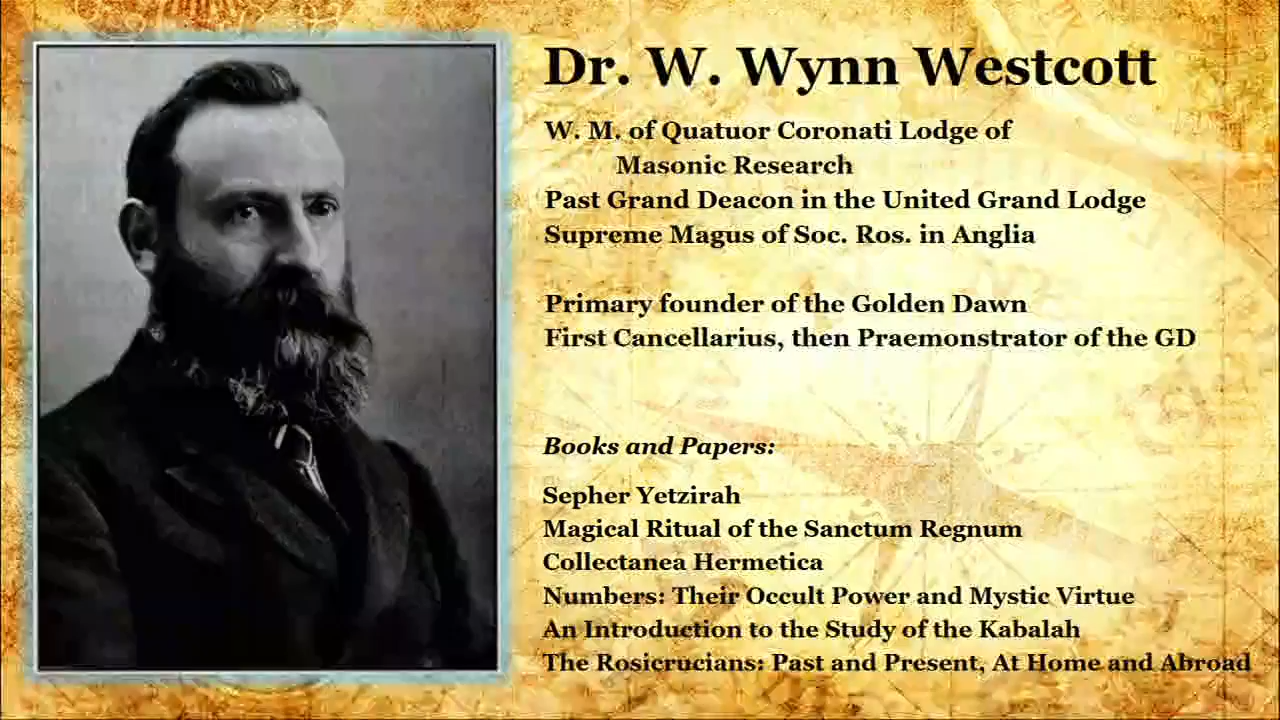 Dr. W. Wynn Westcott
W. M. of Quatuor Coronati Lodge of
Masonic Research
Past Grand Deacon in the United Grand Lodge
Supreme Magus of Soc. Ros. in Anglia
Primary founder of the Golden Dawn
First Cancellarius, then Praemonstrator of the GD
Books and Papers:
Sepher Yetzirah
Magical Ritual of the Sanctum Regnum
Collectanea Hermetica
Numbers: Their Occult Power and Mystic Virtue
An Introduction to the Study of the Kabalah
The Rosicrucians: Past and Present, At Home and Abroad